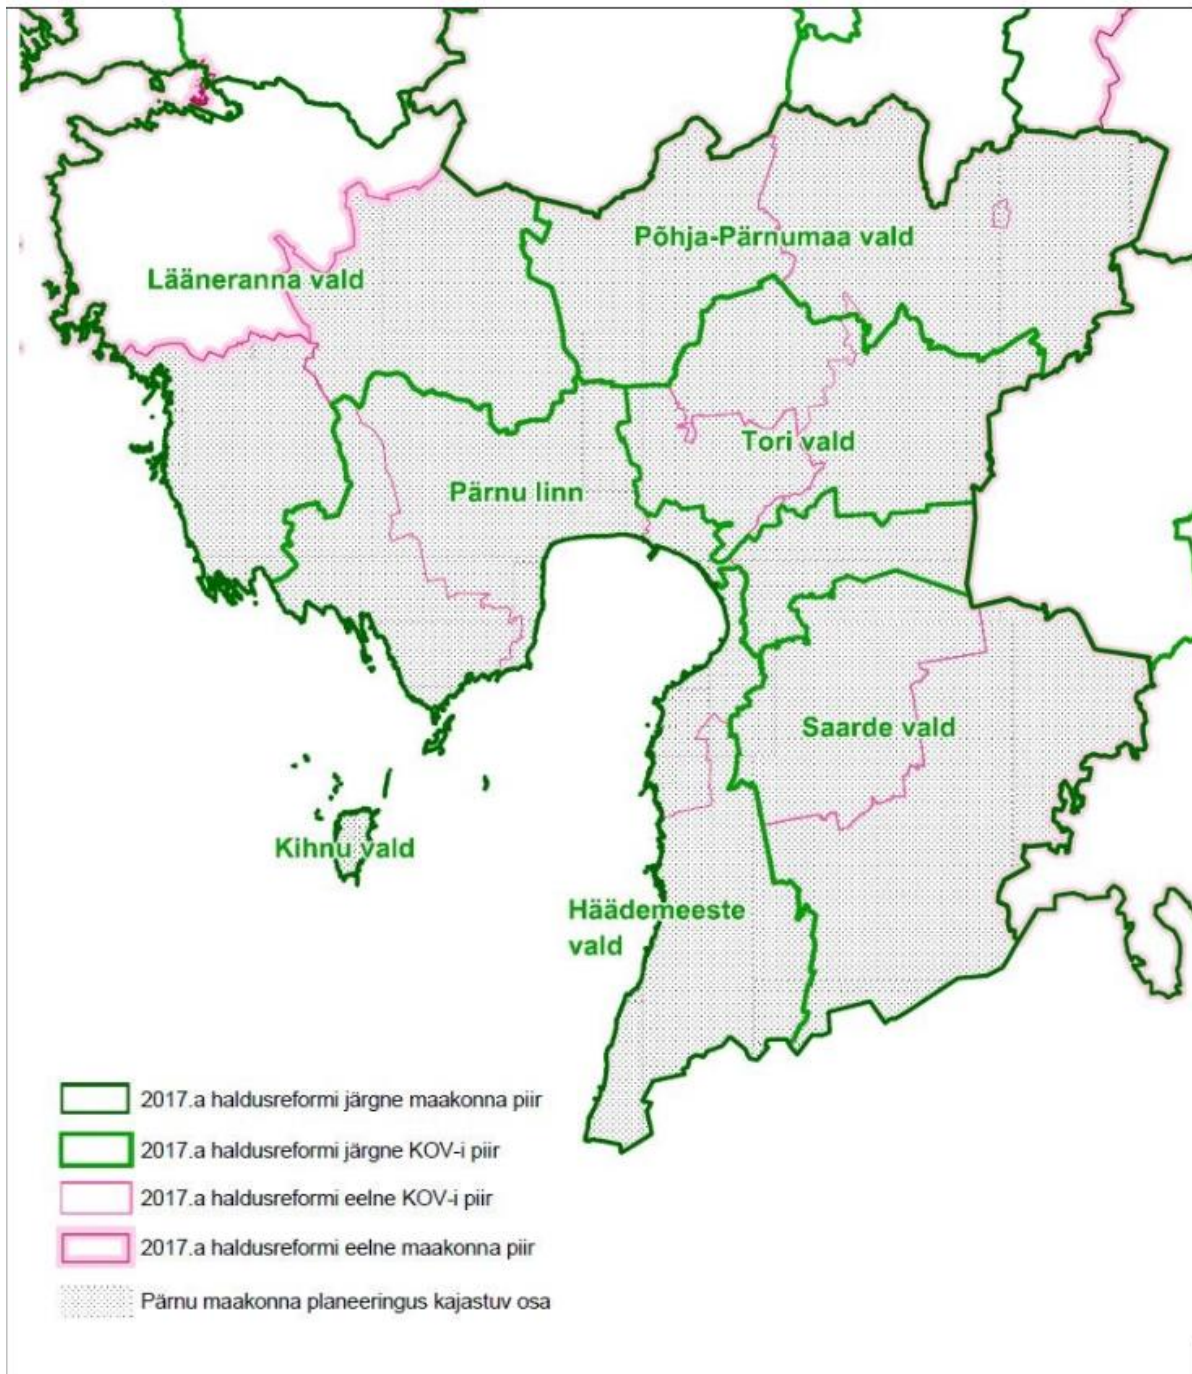 Põhja-Pärnumaa vald
Lääneranna vald
Tori vald
Pärnu linn
Saarde vald
Kihnu vald
Häädemeeste
vald
2017.a haldusreformi järgne maakonna piir
2017.a haldusreformi järgne KOV-i piir
2017.a haldusreformi eelne KOV-i piir
2017.a haldusreformi eelne maakonna piir
Pärnu maakonna planeeringus kajastuv osa